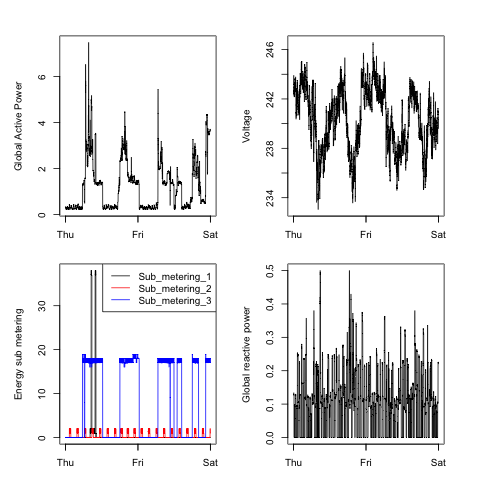 Global Active Power
0 2 4 6
Thu Fri Sat
Voltage
234 238 242 246
Thu Fri Sat
Energy sub metering
0 10 20 30
Sub_metering_1
Sub_metering_2
Sub_metering_3
Thu Fri Sat
Global reactive power
0.0 0.1 0.2 0.3 0.4 0.5
Thu Fri Sat